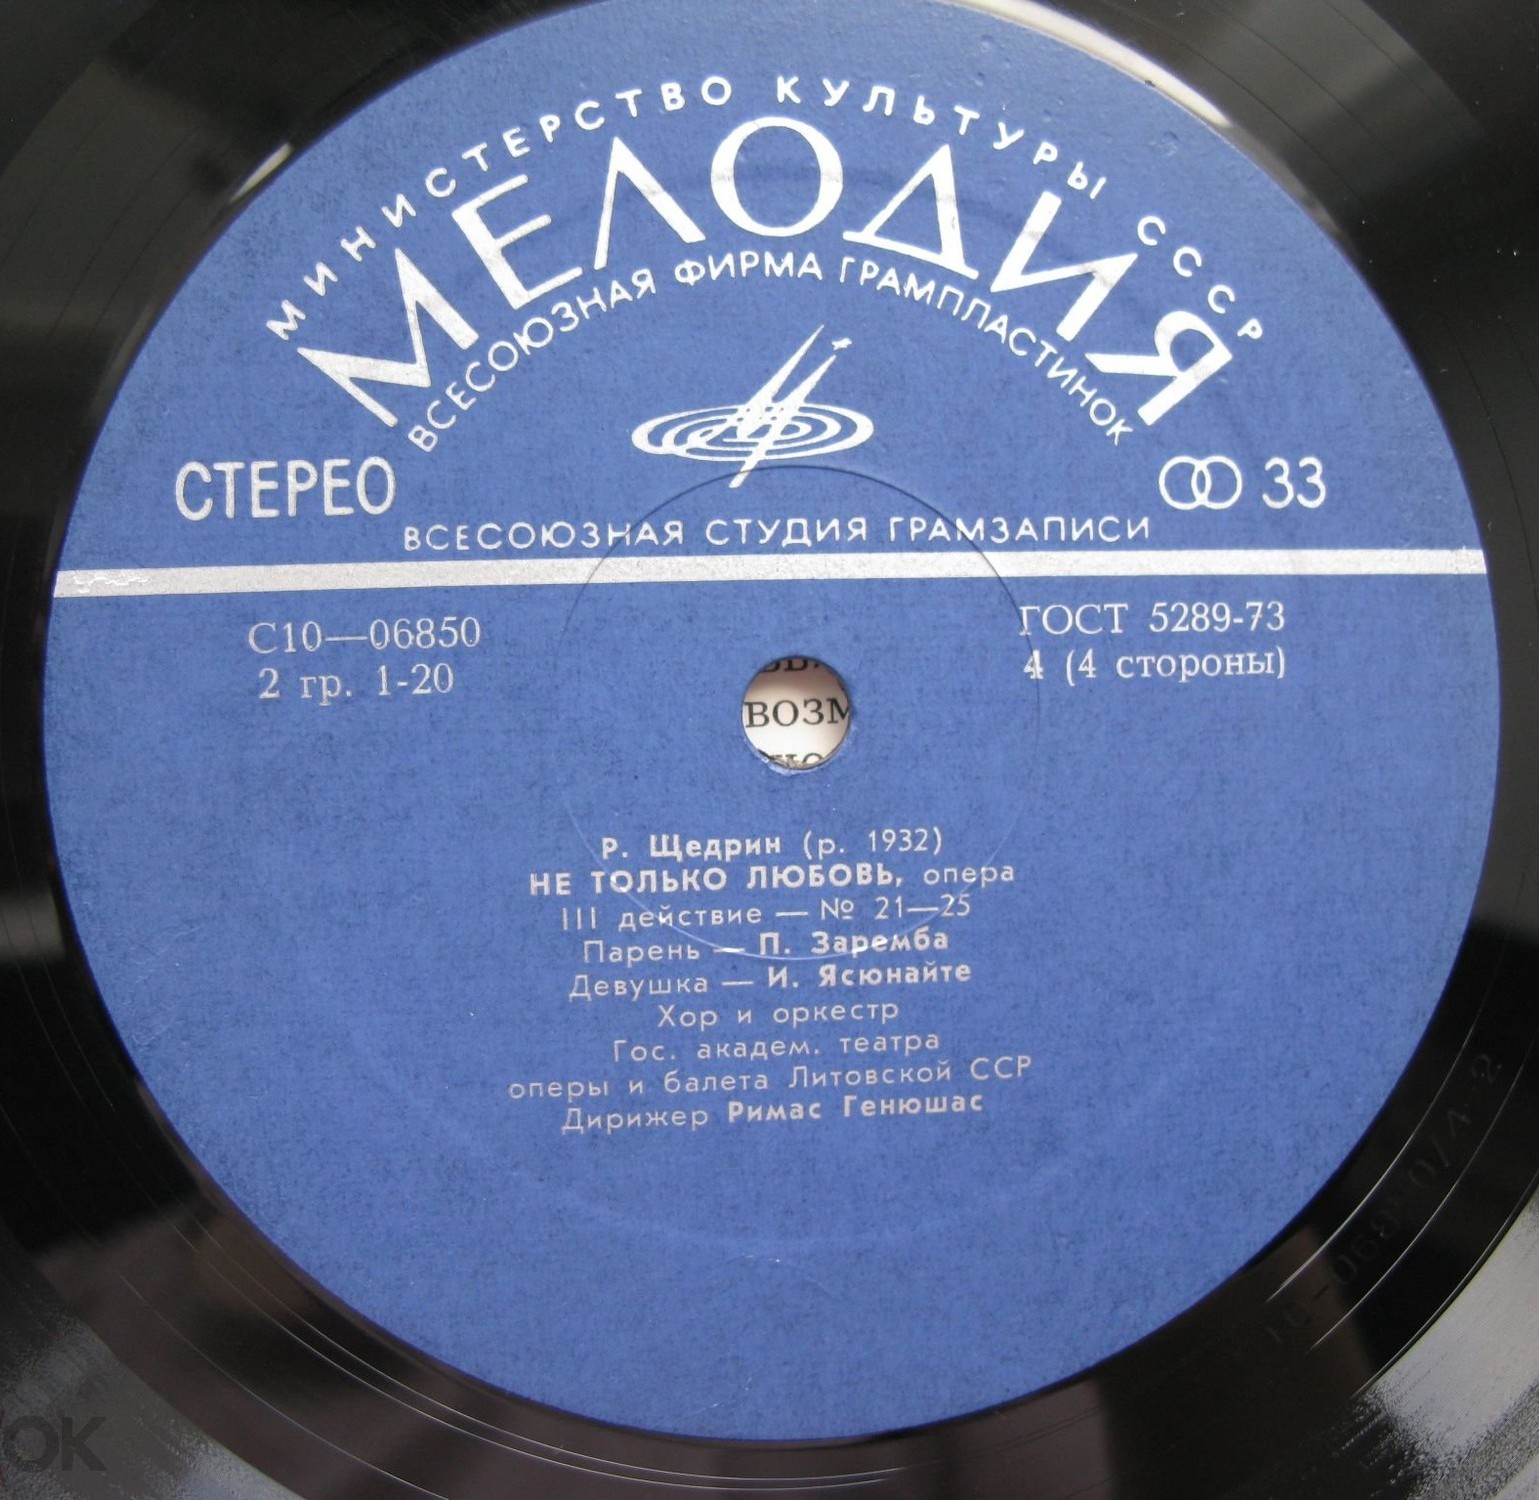 МИНИСТЕРСТВО КУЛЬТУРЫ СССР
МЕЛОДИЯ
ВСЕСОЮЗНАЯ ФИРМА ГРАМПЛАСТИНОК
СТЕРЕО
33
ВСЕСОЮЗНАЯ СТУДИЯ ГРАМЗАПИСИ
С10—06850
ГОСТ 5289-73
2 гр. 1-20
4 (4 стороны)
ВОЗМ
Р. Щедрин (р. 1932)
НЕ ТОЛЬКО ЛЮБОВЬ, опера
III действие — № 21—25
Парень — П. Заремба
Девушка — И. Ясюнайте
Хор и оркестр
Гос. академ. театра
оперы и балета Литовской ССР
Дирижер Римас Генюшас
ОК